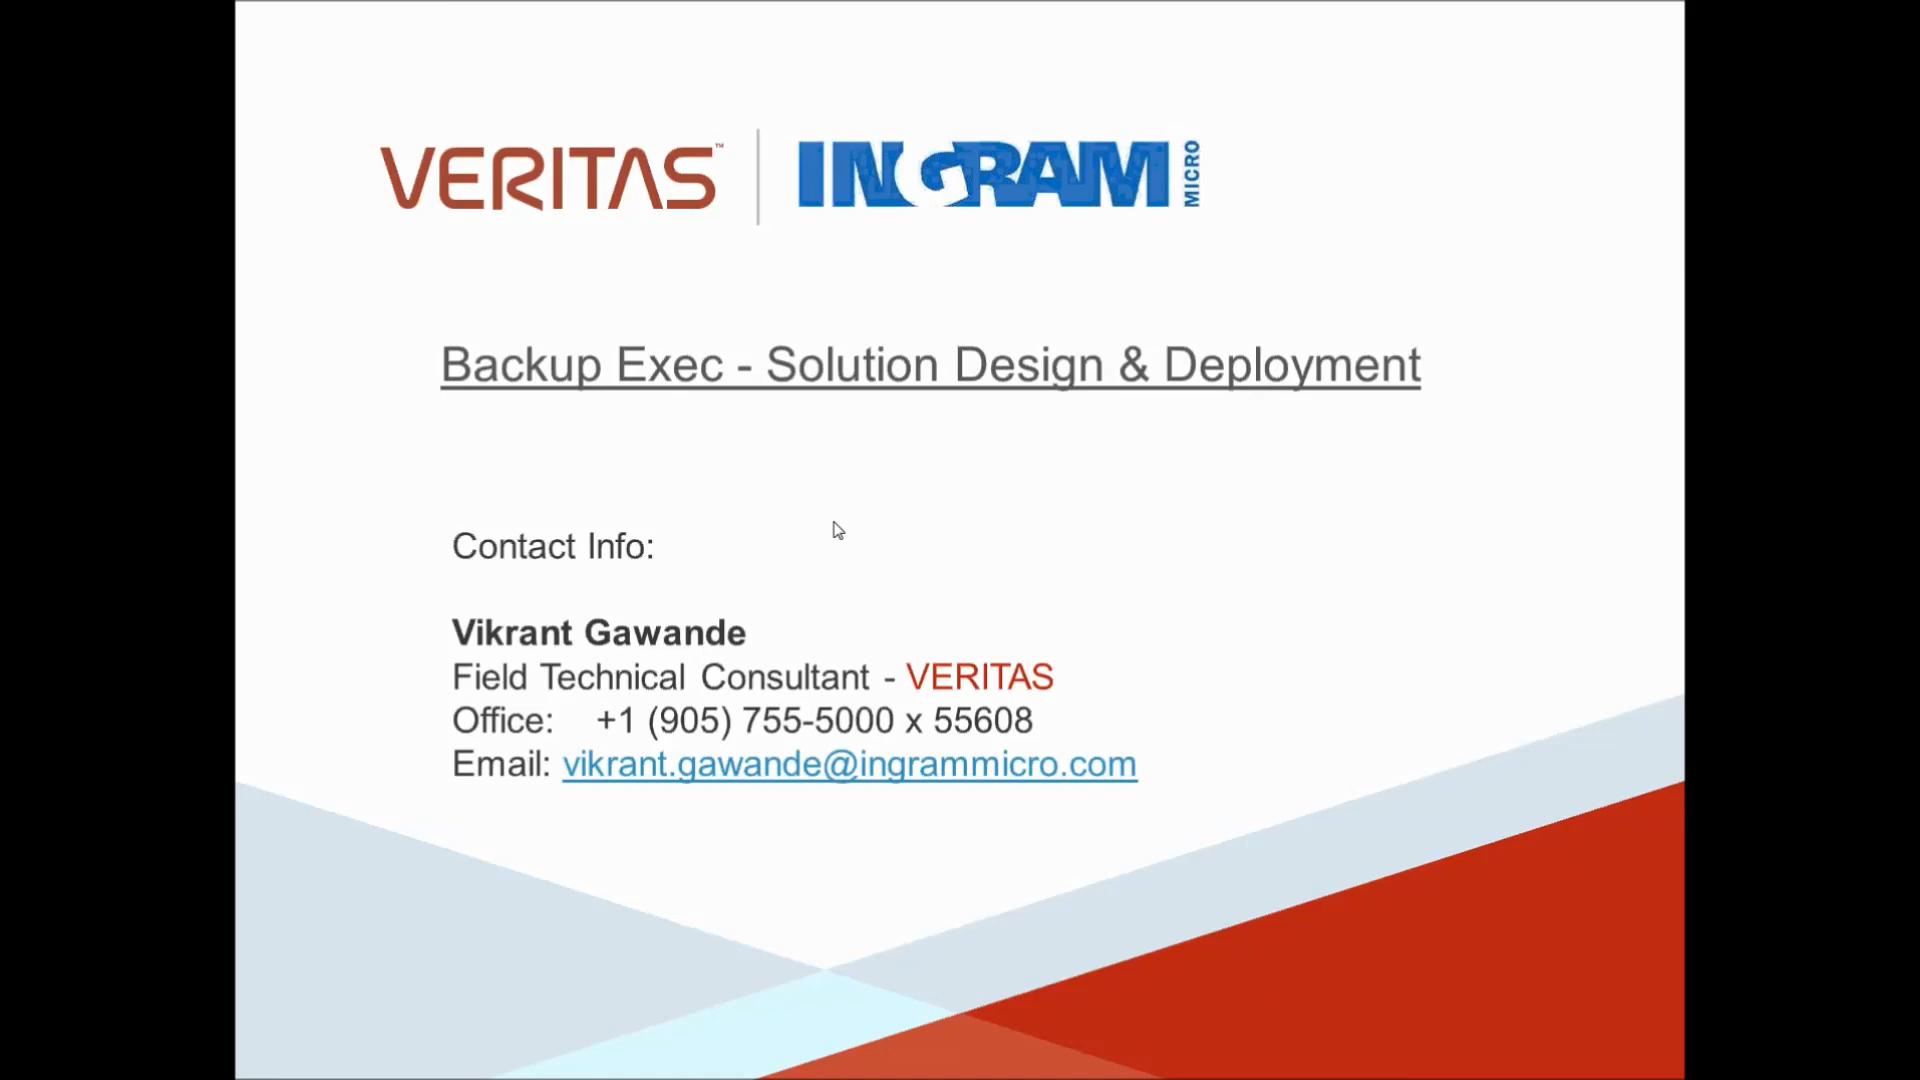 VERITAS™ INGRAM MICRO
Backup Exec - Solution Design & Deployment
Contact Info:
Vikrant Gawande
Field Technical Consultant - VERITAS
Office: +1 (905) 755-5000 x 55608
Email: vikrant.gawande@ingrammicro.com